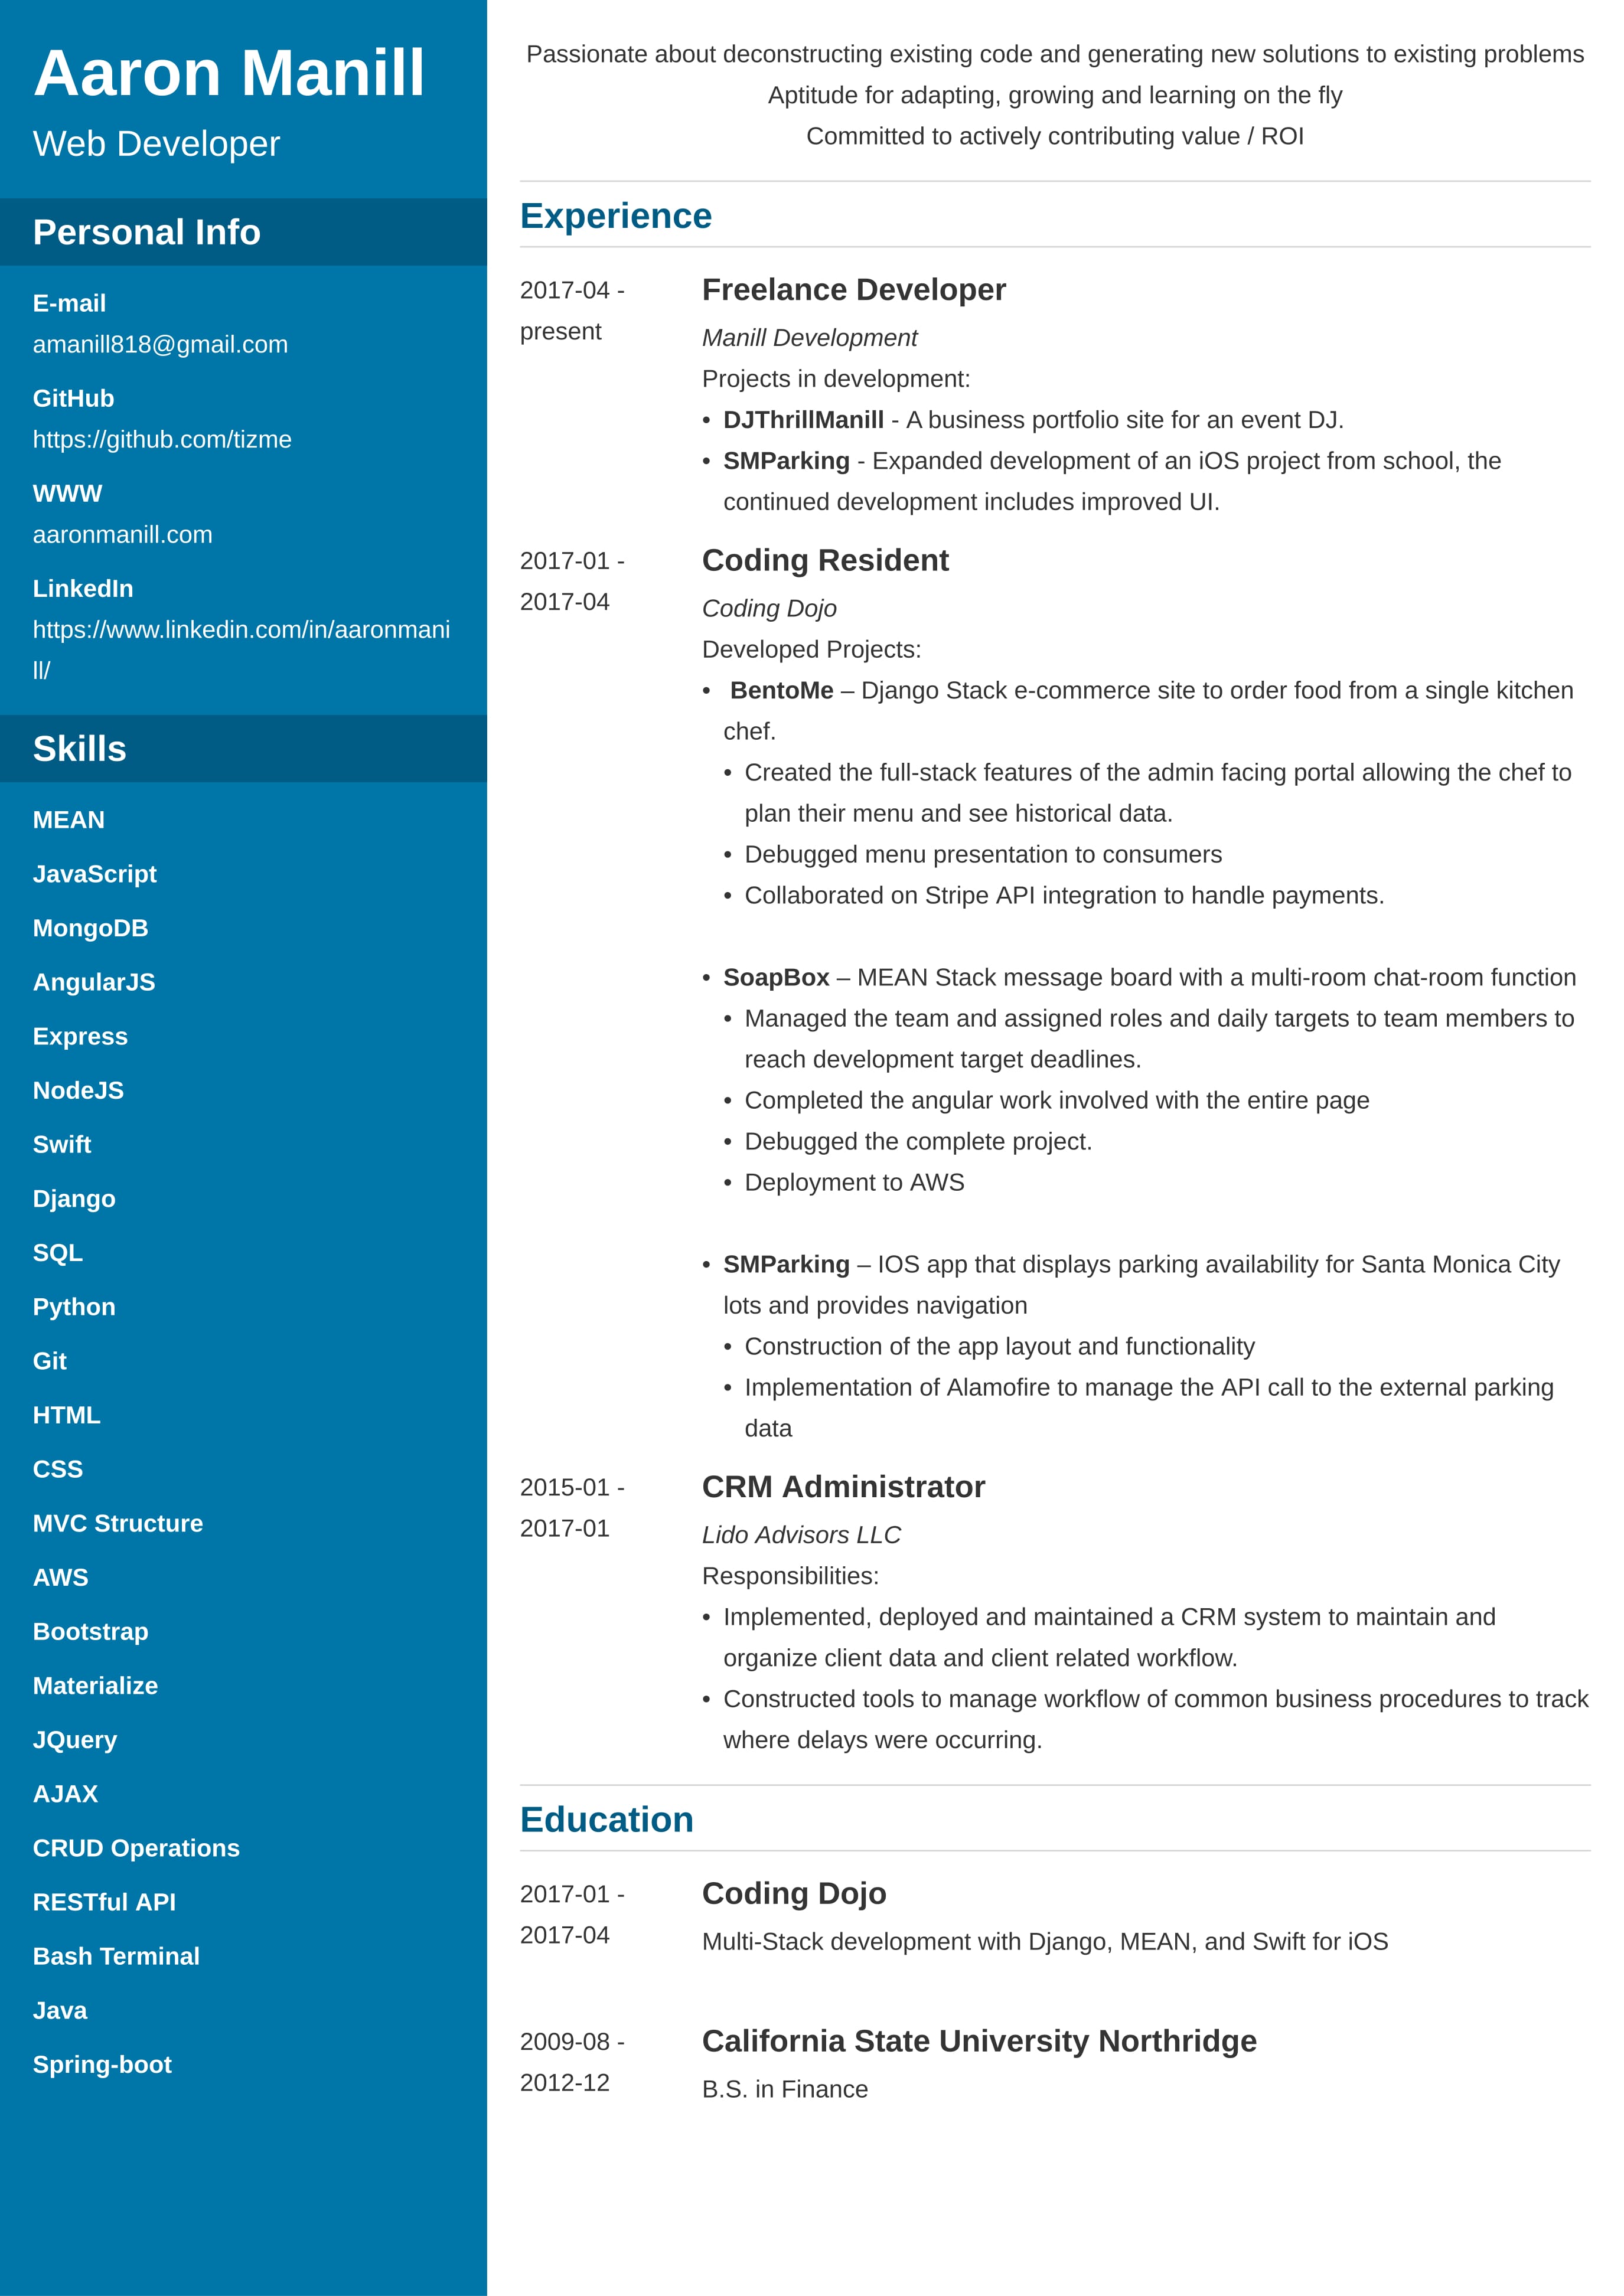 Aaron Manill
Web Developer
Personal Info
E-mail
amanill818@gmail.com
GitHub
https://github.com/tizme
WWW
aaronmanill.com
LinkedIn
https://www.linkedin.com/in/aaronmani
ll/
Skills
MEAN
JavaScript
MongoDB
AngularJS
Express
NodeJS
Swift
Django
SQL
Python
Git
HTML
CSS
MVC Structure
AWS
Bootstrap
Materialize
JQuery
AJAX
CRUD Operations
RESTful API
Bash Terminal
Java
Spring-boot
Passionate about deconstructing existing code and generating new solutions to existing problems
Aptitude for adapting, growing and learning on the fly
Committed to actively contributing value / ROI
Experience
2017-04 -
present
Freelance Developer
Manill Development
Projects in development:
• DJThrillManill - A business portfolio site for an event DJ.
• SMParking - Expanded development of an iOS project from school, the
continued development includes improved UI.
2017-01 -
2017-04
Coding Resident
Coding Dojo
Developed Projects:
• BentoMe – Django Stack e-commerce site to order food from a single kitchen
chef.
• Created the full-stack features of the admin facing portal allowing the chef to
plan their menu and see historical data.
• Debugged menu presentation to consumers
• Collaborated on Stripe API integration to handle payments.
• SoapBox – MEAN Stack message board with a multi-room chat-room function
• Managed the team and assigned roles and daily targets to team members to
reach development target deadlines.
• Completed the angular work involved with the entire page
• Debugged the complete project.
• Deployment to AWS
• SMParking – IOS app that displays parking availability for Santa Monica City
lots and provides navigation
• Construction of the app layout and functionality
• Implementation of Alamofire to manage the API call to the external parking
data
2015-01 -
2017-01
CRM Administrator
Lido Advisors LLC
Responsibilities:
• Implemented, deployed and maintained a CRM system to maintain and
organize client data and client related workflow.
• Constructed tools to manage workflow of common business procedures to track
where delays were occurring.
Education
2017-01 -
2017-04
Coding Dojo
Multi-Stack development with Django, MEAN, and Swift for iOS
2009-08 -
2012-12
California State University Northridge
B.S. in Finance